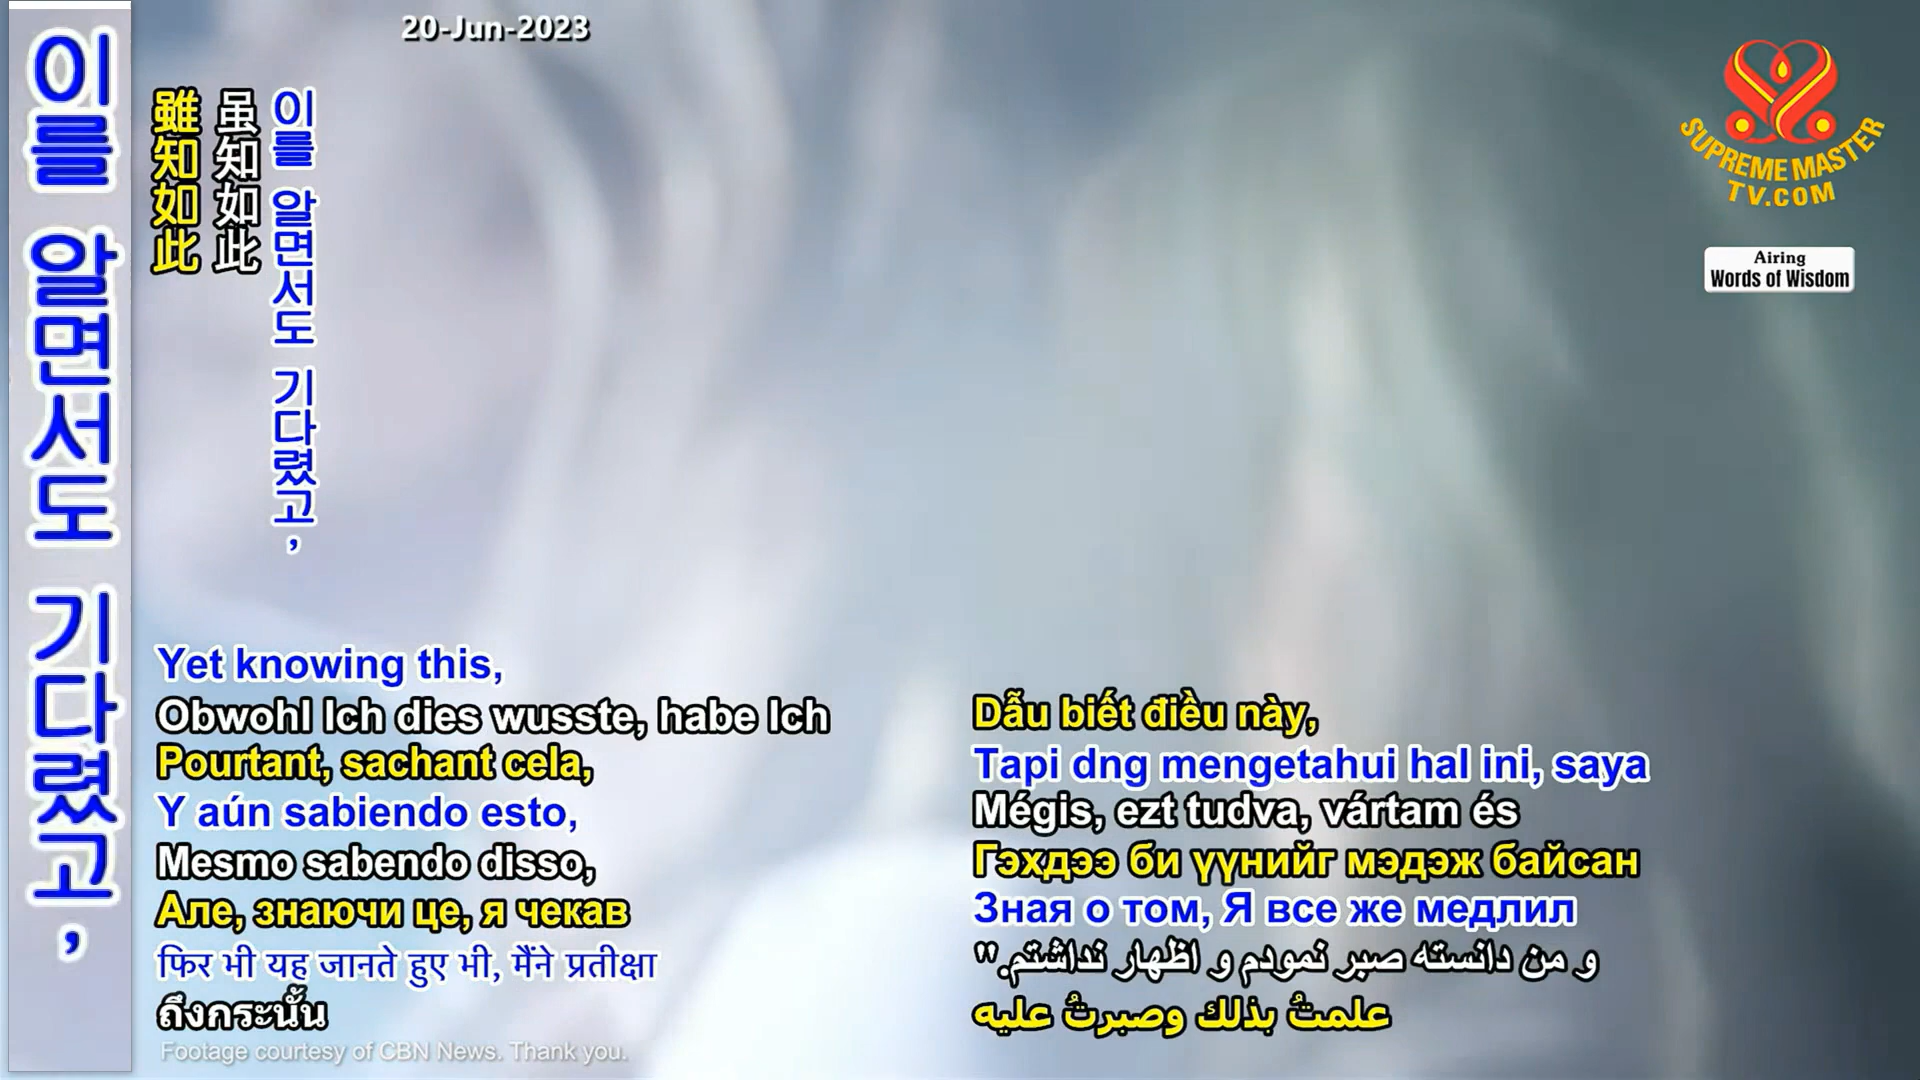 이를 알면서도 기다렸고,
20-Jun-2023
雖知如此
虽知如此
이를 알면서도 기다렸고,
SUPREME MASTER
TV.COM
Airing
Words of Wisdom
Yet knowing this,
Obwohl Ich dies wusste, habe Ich
Pourtant, sachant cela,
Y aún sabiendo esto,
Mesmo sabendo disso,
Але, знаючи це, я чекав
फिर भी यह जानते हुए भी, मैंने प्रतीक्षा
ถึงกระนั้น
Footage courtesy of CBN News. Thank you.
Dẫu biết điều này,
Tapi dng mengetahui hal ini, saya
Mégis, ezt tudva, vártam és
Гэхдээ би үүнийг мэдэж байсан
Зная о том, Я все же медлил
و من دانسته صبر نمودم و اظهار نداشتم."
علمتُ بذلك وصبرتُ عليه